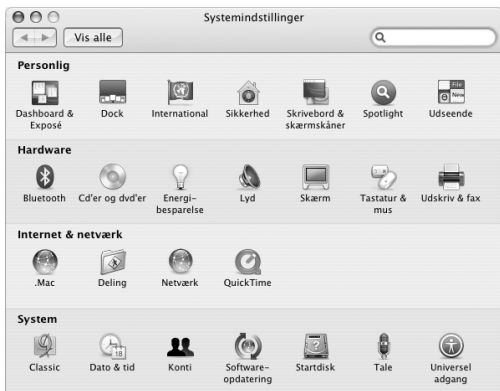 Systemindstillinger
Vis alle
Personlig
Dashboard & Exposé
Dock
International
Sikkerhed
Skrivebord & skærmskåner
Spotlight
Udseende
Hardware
Bluetooth
Cd'er og dvd'er
Energi-
besparelse
Lyd
Skærm
Tastatur & mus
Udskriv & fax
Internet & netværk
.Mac
Deling
Netværk
QuickTime
System
Classic
Dato & tid
Konti
Software-
opdatering
Startdisk
Tale
Universel adgang